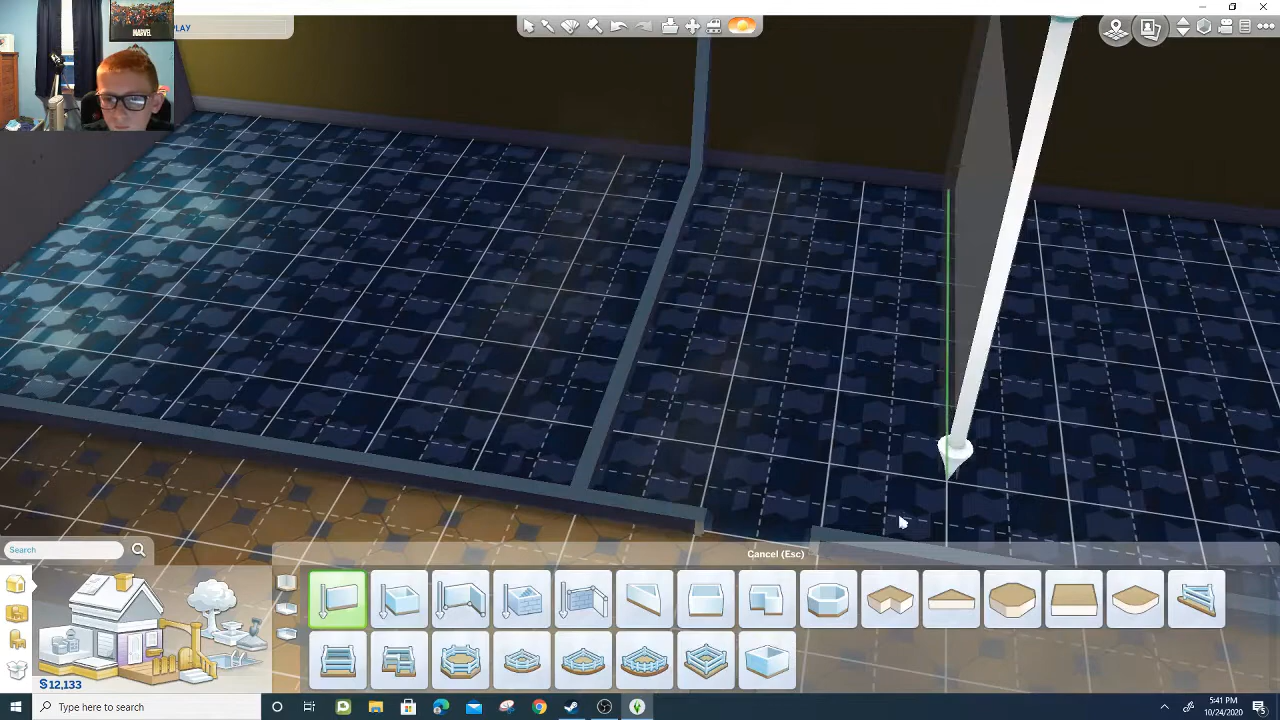 MARVEL
PLAY
Cancel (Esc)
Search
$12,133
Type here to search
5:41 PM
10/24/2020